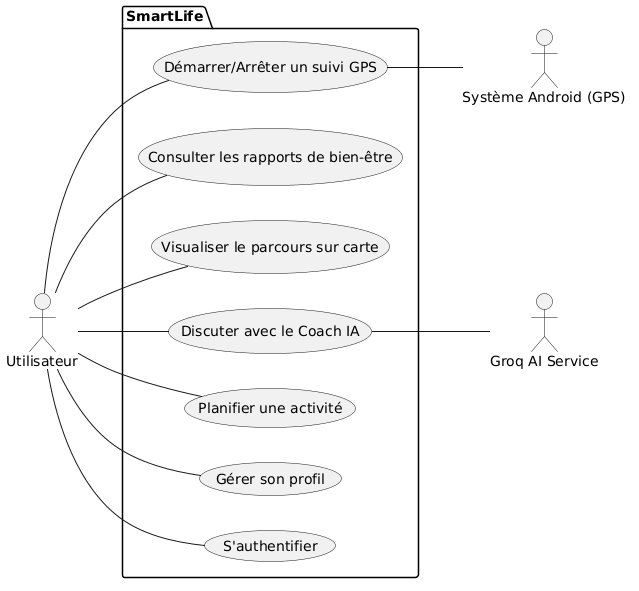 SmartLife
Démarrer/Arrêter un suivi GPS
Système Android (GPS)
Consulter les rapports de bien-être
Visualiser le parcours sur carte
Discuter avec le Coach IA
Utilisateur
Groq AI Service
Planifier une activité
Gérer son profil
S'authentifier